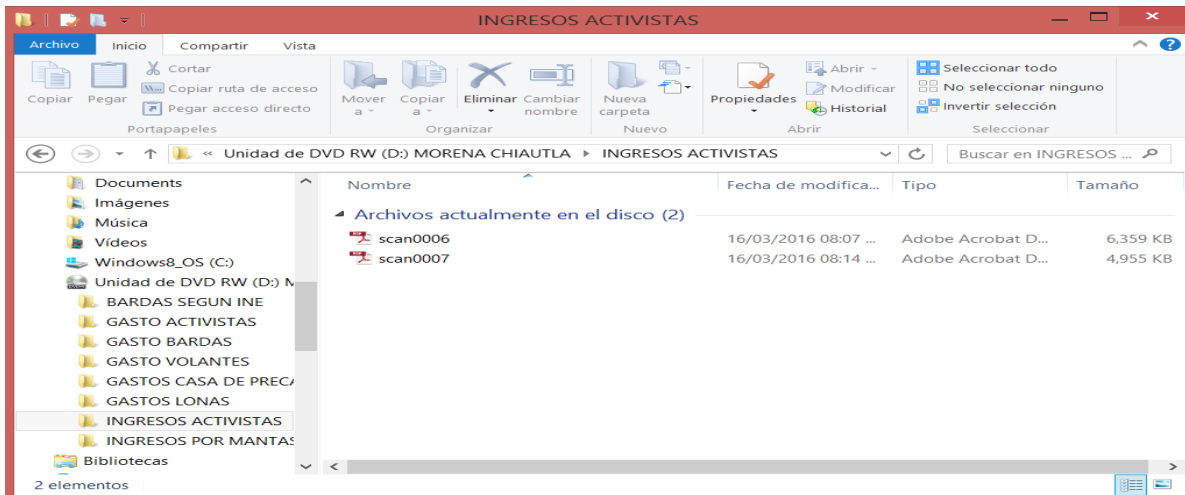 INGRESOS ACTIVISTAS
Archivo Inicio Compartir Vista
Copiar
Pegar
Cortar
Copiar ruta de acceso
Pegar acceso directo
Portapapeles
Mover a
Copiar a
Eliminar
Cambiar nombre
Organizar
Nueva carpeta
Nuevo
Propiedades
Abrir
Modificar
Historial
Abrir
Seleccionar todo
No seleccionar ninguno
Invertir selección
Seleccionar
« Unidad de DVD RW (D:) MORENA CHIAUTLA INGRESOS ACTIVISTAS
Buscar en INGRESOS ...
Documents
Imágenes
Música
Vídeos
Windows8_OS (C:)
Unidad de DVD RW (D:) M
BARDAS SEGUN INE
GASTO ACTIVISTAS
GASTO BARDAS
GASTO VOLANTES
GASTOS CASA DE PRECA
GASTOS LONAS
INGRESOS ACTIVISTAS
INGRESOS POR MANTAS
Bibliotecas
Nombre Fecha de modifica... Tipo Tamaño
Archivos actualmente en el disco (2)
scan0006 16/03/2016 08:07 ... Adobe Acrobat D... 6,359 KB
scan0007 16/03/2016 08:14 ... Adobe Acrobat D... 4,955 KB
2 elementos